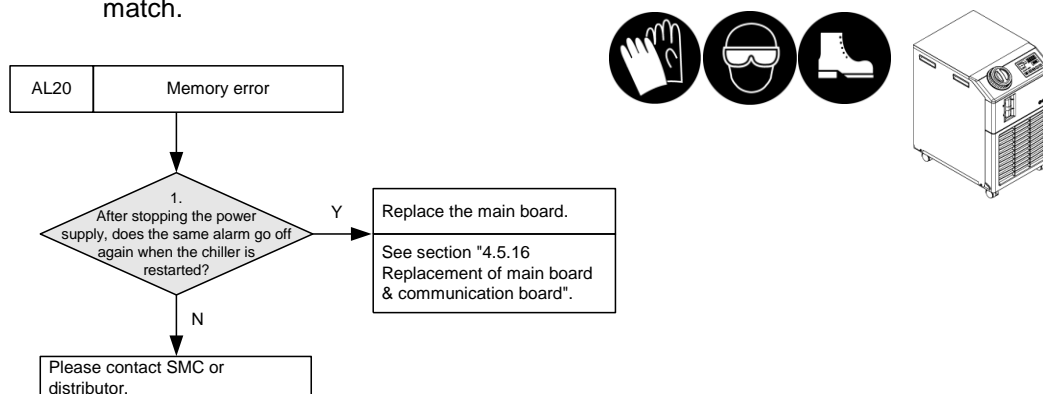 match.
AL20 Memory error
1.
After stopping the power
supply, does the same alarm go off
again when the chiller is
restarted?
Y
Replace the main board.
See section "4.5.16
Replacement of main board
& communication board".
N
Please contact SMC or
distributor.